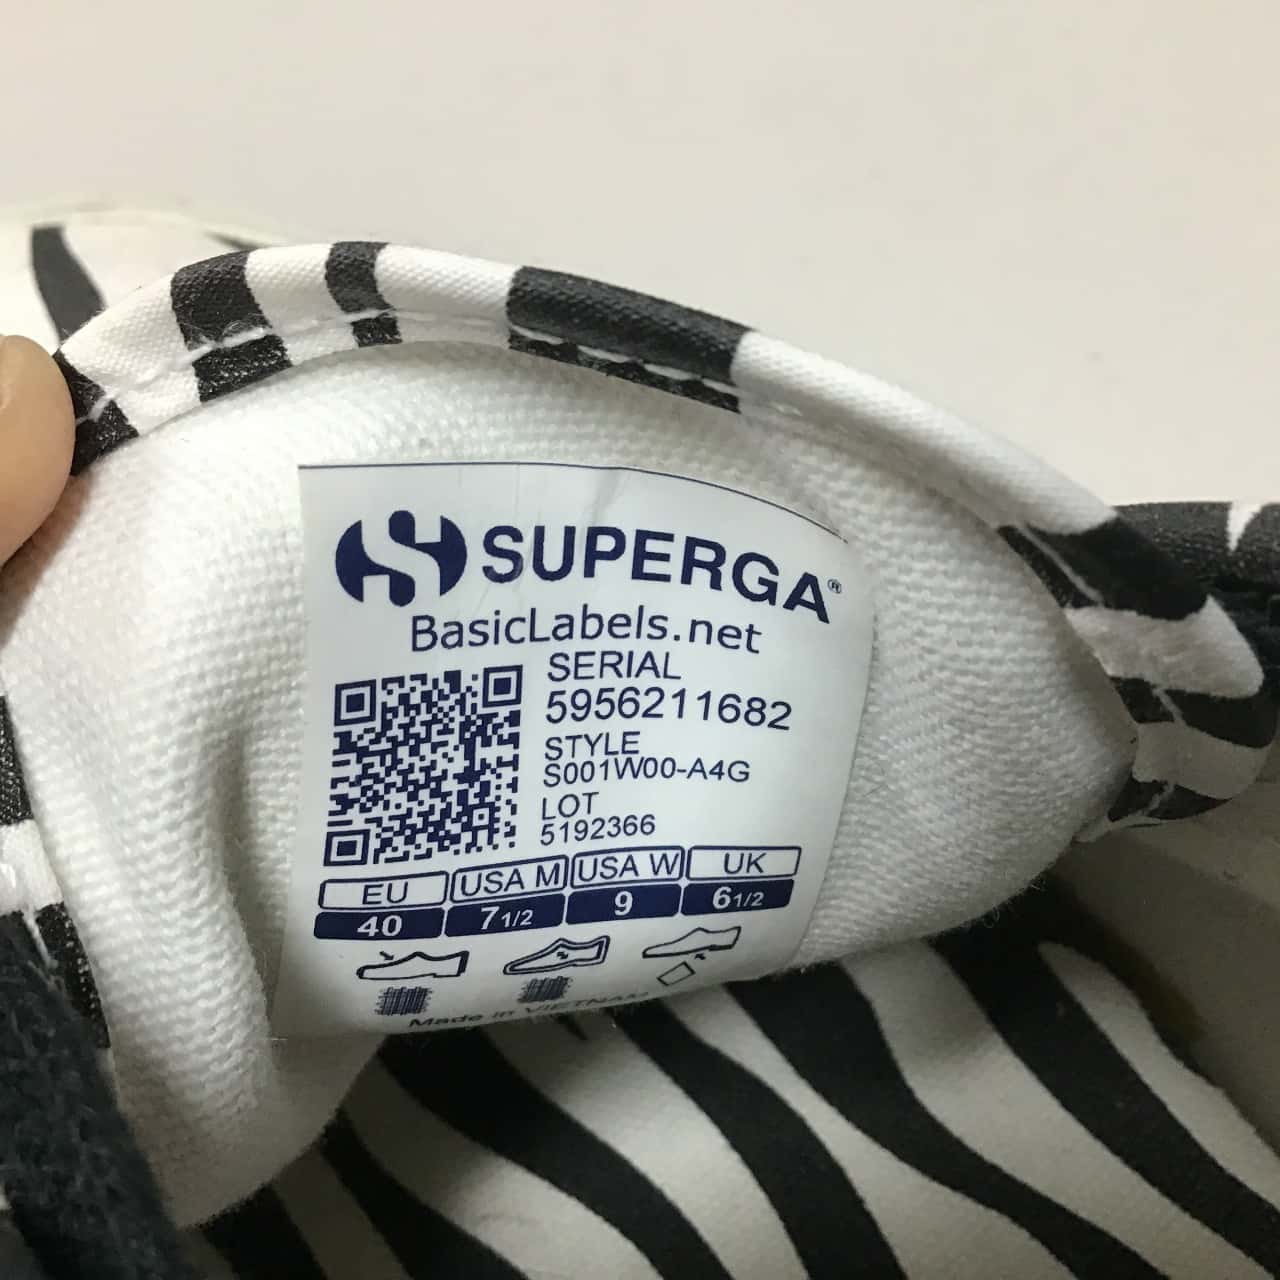 SUPERGA®
BasicLabels.net
SERIAL
5956211682
STYLE
S001W00-A4G
LOT
5192366
EU USA M USA W UK
40 7 1/2 9 6 1/2
Made in VIETNAM